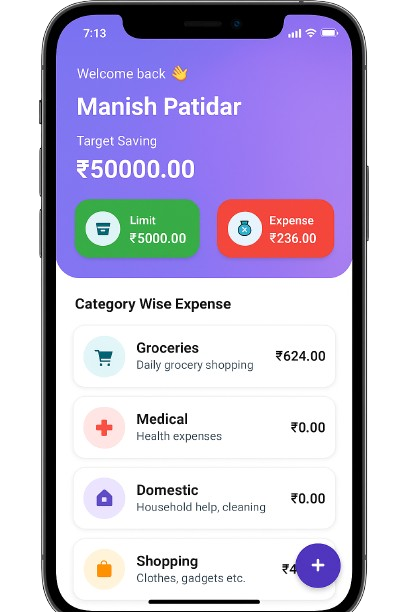 7:13
Welcome back 👋
Manish Patidar
Target Saving
₹50000.00
Limit
₹5000.00
Expense
₹236.00
Category Wise Expense
Groceries
Daily grocery shopping
₹624.00
Medical
Health expenses
₹0.00
Domestic
Household help, cleaning
₹0.00
Shopping
Clothes, gadgets etc.
+